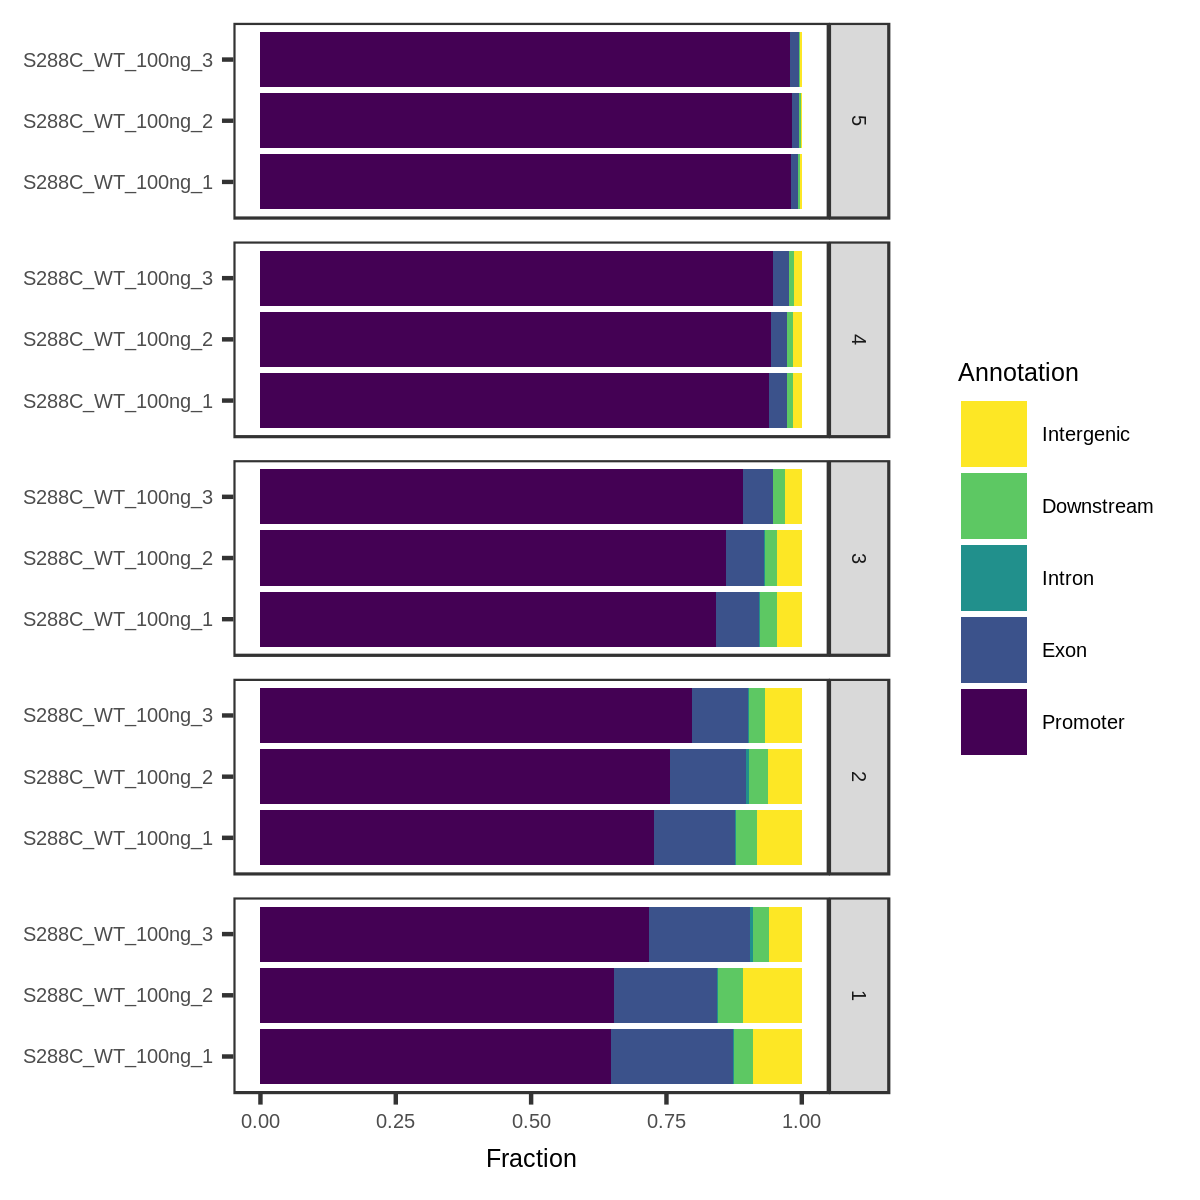 S288C_WT_100ng_3
S288C_WT_100ng_2
S288C_WT_100ng_1
5
S288C_WT_100ng_3
S288C_WT_100ng_2
S288C_WT_100ng_1
4
S288C_WT_100ng_3
S288C_WT_100ng_2
S288C_WT_100ng_1
3
S288C_WT_100ng_3
S288C_WT_100ng_2
S288C_WT_100ng_1
2
S288C_WT_100ng_3
S288C_WT_100ng_2
S288C_WT_100ng_1
1
0.00 0.25 0.50 0.75 1.00
Fraction
Annotation
Intergenic
Downstream
Intron
Exon
Promoter